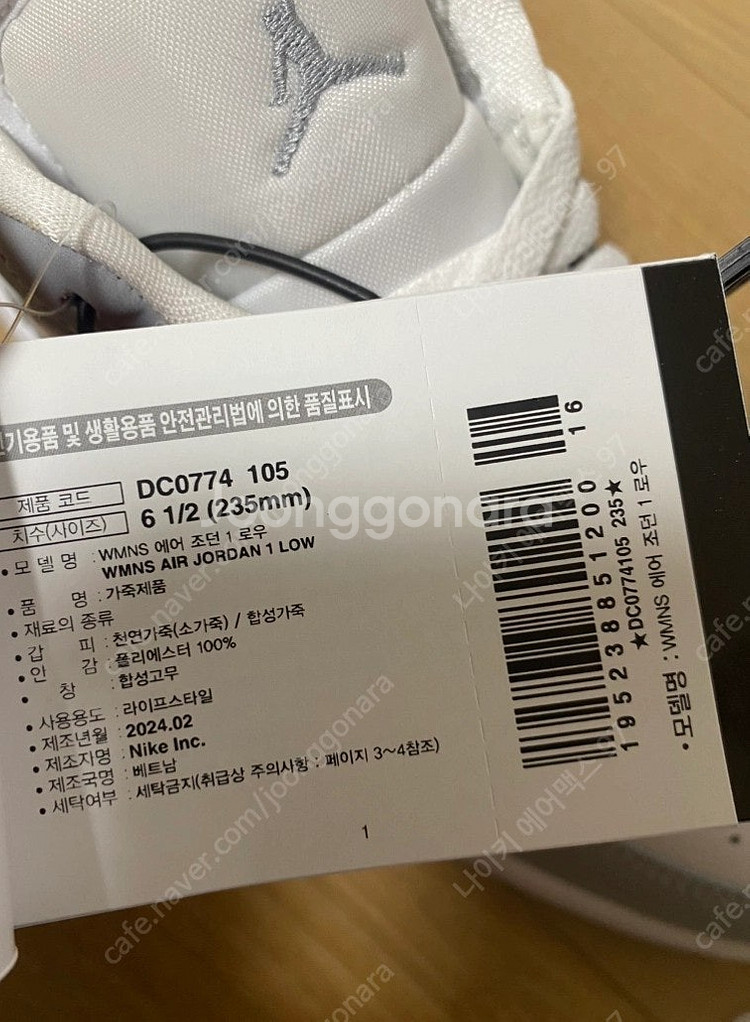 기용품 및 생활용품 안전관리법에 의한 품질표시
제품 코드 DC0774 105
치수(사이즈) 6 1/2 (235mm)
• 모 델 명 : WMNS 에어 조던 1 로우
WMNS AIR JORDAN 1 LOW
• 품 명 : 가죽제품
• 재료의 종류
• 갑 피 : 천연가죽(소가죽) / 합성가죽
• 안 감 : 폴리에스터 100%
• 창 : 합성고무
• 사용용도 : 라이프스타일
• 제조년월 : 2024.02
• 제조자명 : Nike Inc.
• 제조국명 : 베트남
• 세탁여부 : 세탁금지(취급상 주의사항 : 페이지 3~4참조)
1
16
195238851200
★DC0774105 235★
• 모델명 : WMNS 에어 조던 1 로우
joonggonara
cafe.naver.com/joonggonara
나이키 에어맥스 97